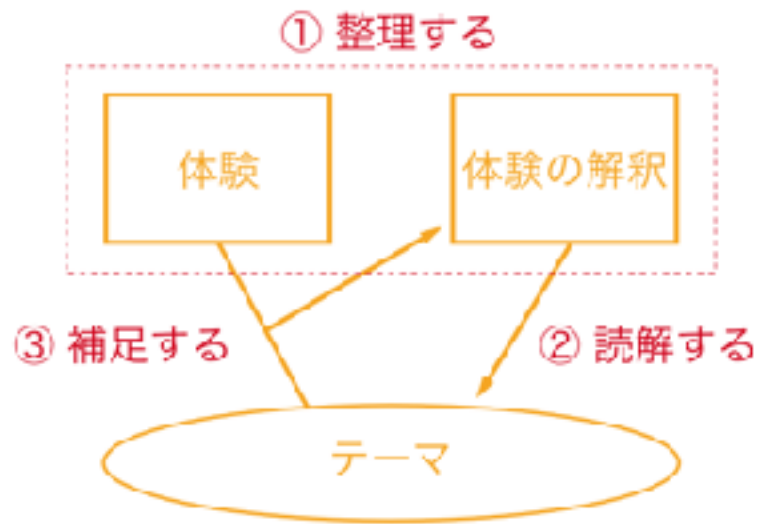 ① 整理する
体験
体験の解釈
③ 補足する
② 読解する
テーマ